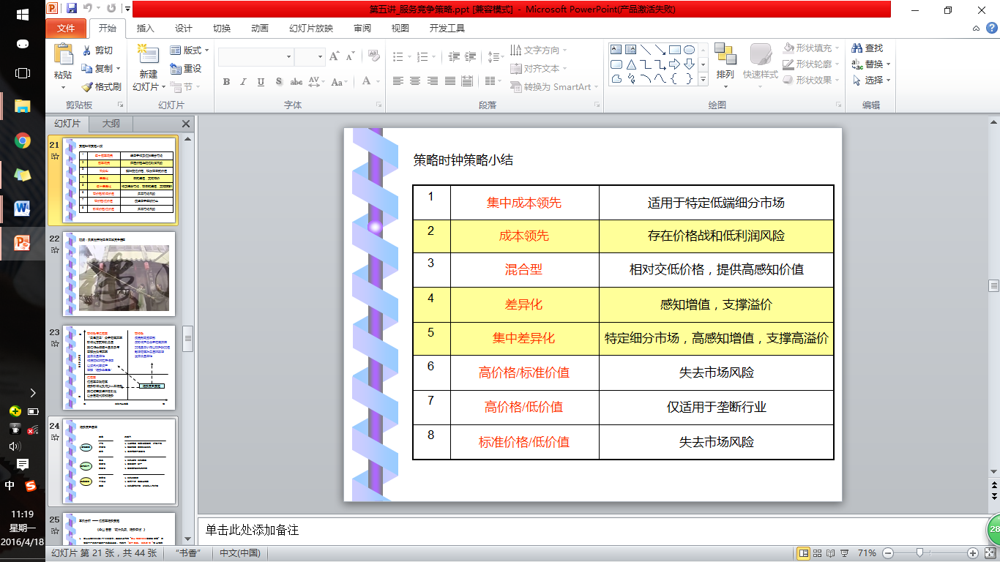 第五讲_服务竞争策略.ppt [兼容模式] - Microsoft PowerPoint(产品激活失败)
文件 开始 插入 设计 切换 动画 幻灯片放映 审阅 视图 开发工具
粘贴 剪切 复制 格式刷
新建 幻灯片 版式 重设 节
文字方向 对齐文本 转换为 SmartArt
排列 快速样式 形状填充 形状轮廓 形状效果
查找 替换 选择
剪贴板 幻灯片 字体 段落 绘图 编辑
幻灯片 大纲
21
22
23
24
25
策略时钟策略小结
1 集中成本领先 适用于特定低端细分市场
2 成本领先 存在价格战和低利润风险
3 混合型 相对交低价格，提供高感知价值
4 差异化 感知增值，支撑溢价
5 集中差异化 特定细分市场，高感知增值，支撑高溢价
6 高价格/标准价值 失去市场风险
7 高价格/低价值 仅适用于垄断行业
8 标准价格/低价值 失去市场风险
单击此处添加备注
幻灯片 第 21 张，共 44 张 “书香” 中文(中国) 71%
28
中
11:19
星期一
2016/4/18